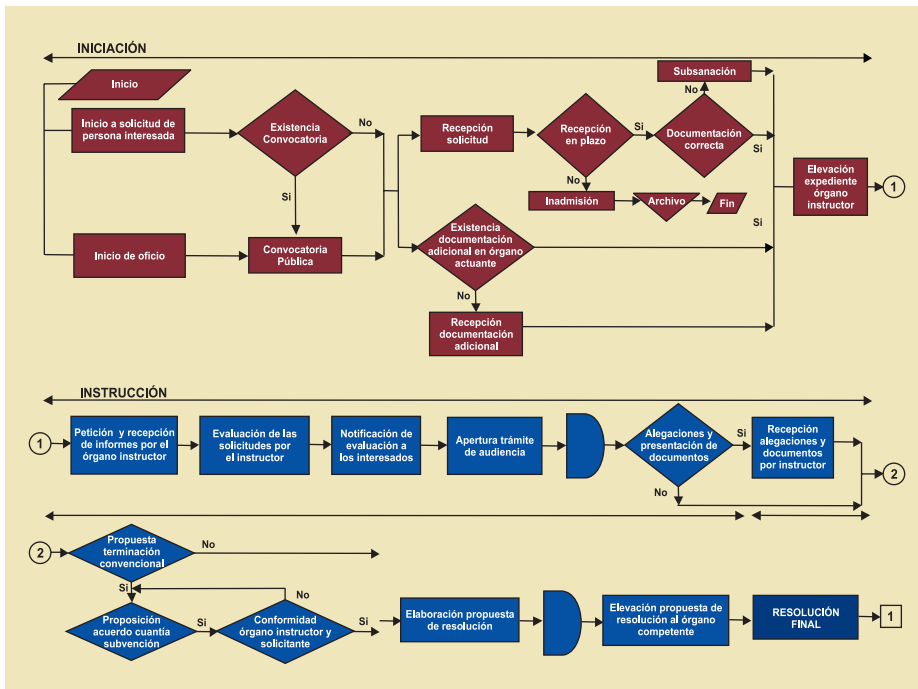 INICIACIÓN
Inicio
Subsanación
No
Inicio a solicitud de
persona interesada
Existencia
Convocatoria
No
Si
Recepción
solicitud
Recepción
en plazo
Si
No
Documentación
correcta
Si
Elevación
expediente
órgano
instructor
1
Inadmisión
Archivo
Fin
Inicio de oficio
Convocatoria
Pública
Existencia
documentación
adicional en órgano
actuante
Si
No
Recepción
documentación
adicional
INSTRUCCIÓN
1
Petición y recepción
de informes por el
órgano instructor
Evaluación de las
solicitudes por
el instructor
Notificación de
evaluación a
los interesados
Apertura trámite
de audiencia
Alegaciones y
presentación de
documentos
Si
No
Recepción
alegaciones y
documentos
por instructor
2
2
Propuesta
terminación
convencional
No
Si
Proposición
acuerdo cuantía
subvención
Si
No
Conformidad
órgano instructor y
solicitante
Si
Elaboración propuesta
de resolución
Elevación propuesta de
resolución al órgano
competente
RESOLUCIÓN
FINAL
1